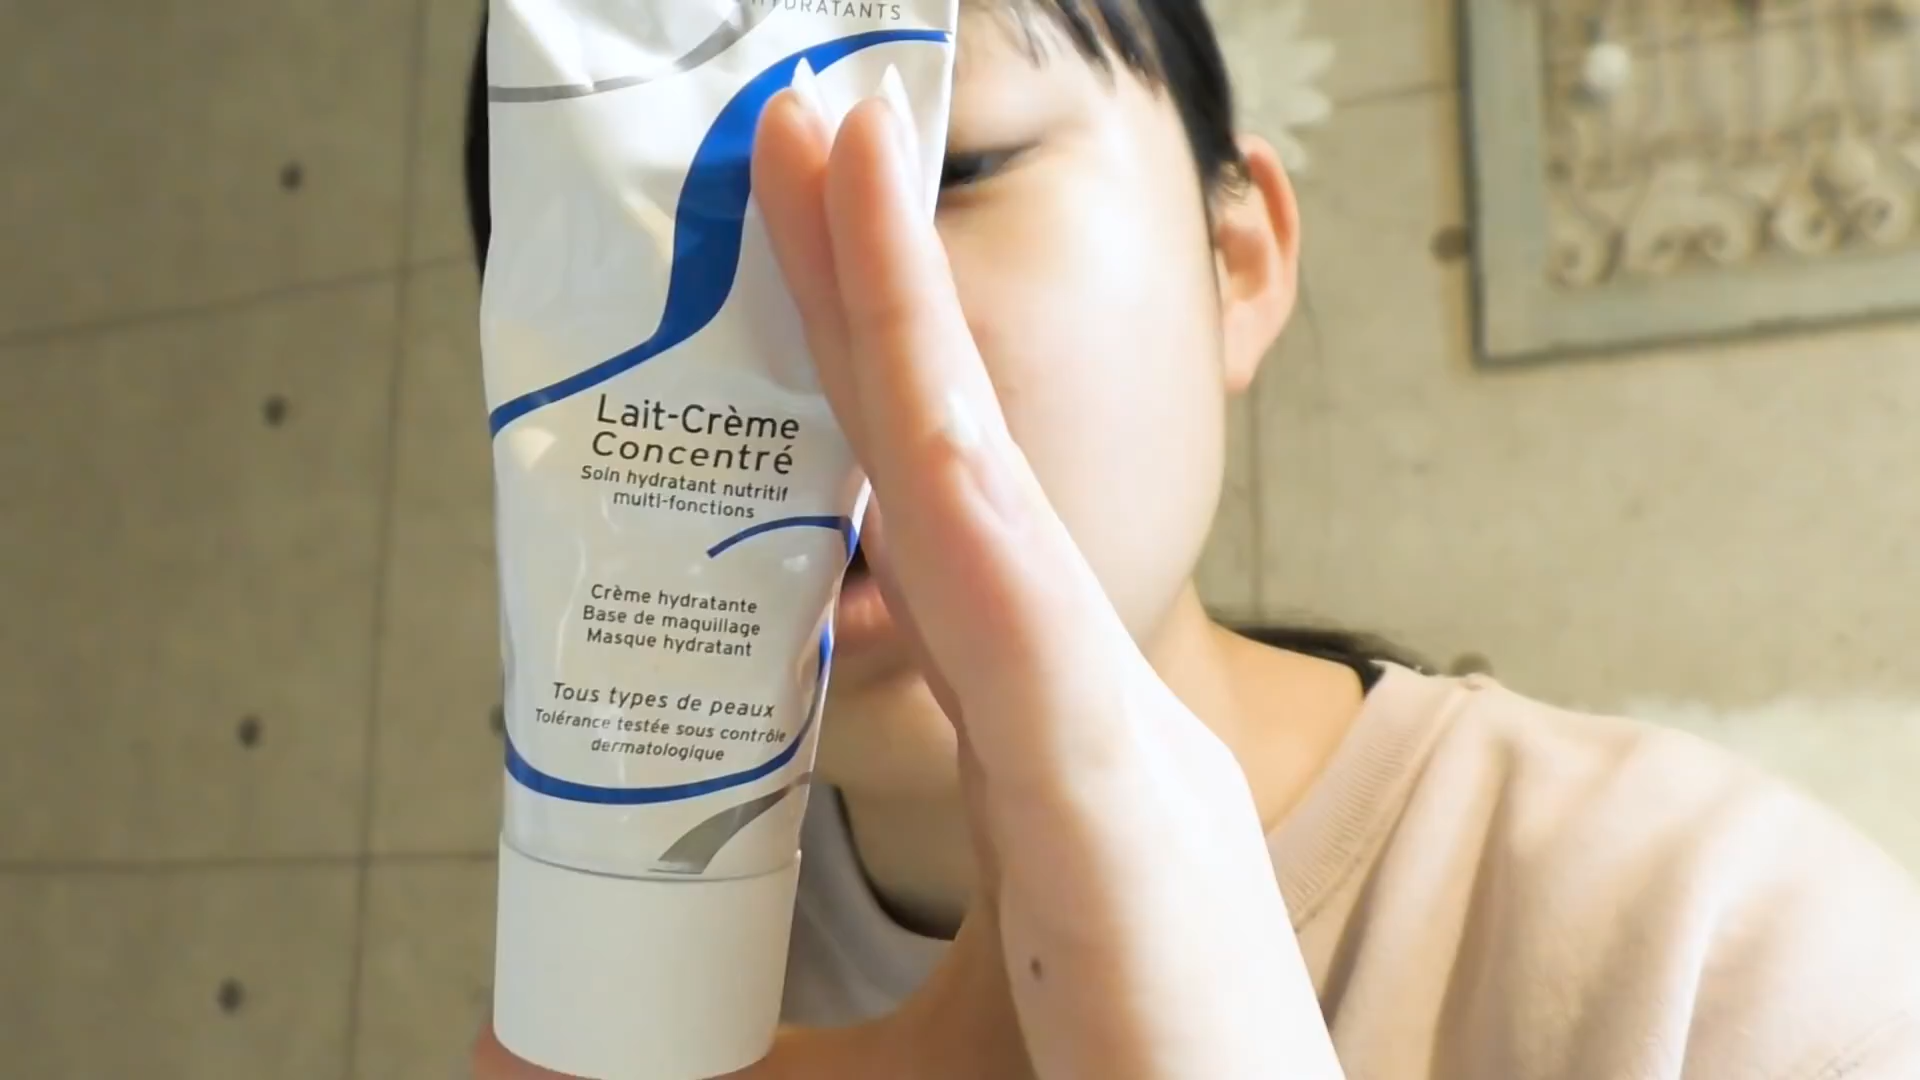 HYDRATANTS
Lait-Crème
Concentré
Soin hydratant nutritif
multi-fonctions
Crème hydratante
Base de maquillage
Masque hydratant
Tous types de peaux
Tolérance testée sous contrôle
dermatologique